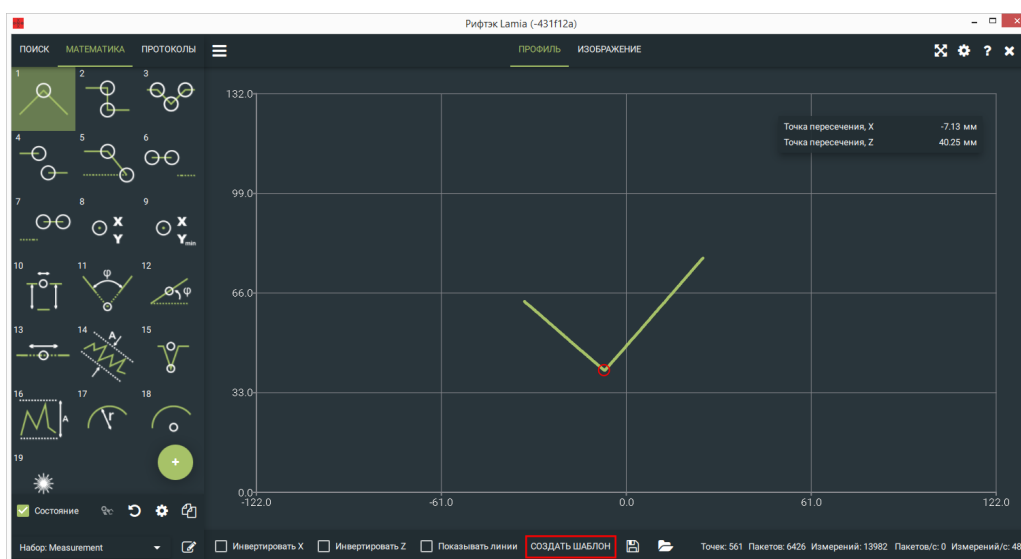 Рифтэк Lamia (-431f12a)
ПОИСК МАТЕМАТИКА ПРОТОКОЛЫ ПРОФИЛЬ ИЗОБРАЖЕНИЕ ?
1 2 3
4 5 6
7 8 9
X Y X Ymin
10 11 12
φ φ
13 14 15
A
16 17 18
A r
19
+
132.0
99.0
66.0
33.0
0.0
-122.0 -61.0 0.0 61.0 122.0
Точка пересечения, X -7.13 мм
Точка пересечения, Z 40.25 мм
Состояние
Набор: Measurement Инвертировать X Инвертировать Z Показывать линии СОЗДАТЬ ШАБЛОН Точек: 561 Пакетов: 6426 Измерений: 13982 Пакетов/с: 0 Измерений/с: 48